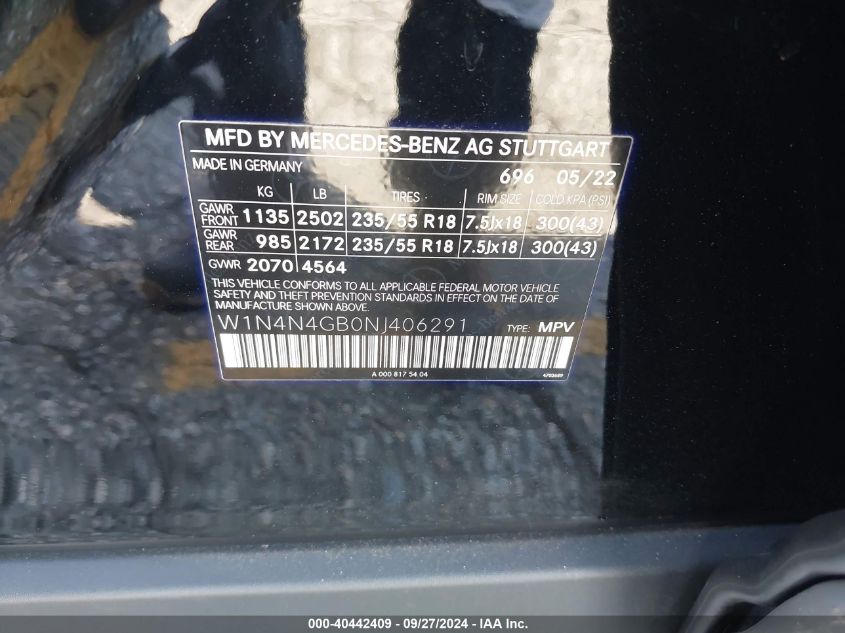 MFD BY MERCEDES-BENZ AG STUTTGART
MADE IN GERMANY 696 05/22
KG LB TIRES RIM SIZE COLD KPA (PSI)
GAWR FRONT 1135 2502 235/55 R18 7.5Jx18 300(43)
GAWR REAR 985 2172 235/55 R18 7.5Jx18 300(43)
GVWR 2070 4564
THIS VEHICLE CONFORMS TO ALL APPLICABLE FEDERAL MOTOR VEHICLE
SAFETY AND THEFT PREVENTION STANDARDS IN EFFECT ON THE DATE OF
MANUFACTURE SHOWN ABOVE.
W1N4N4GB0NJ406291 TYPE: MPV
A 000 817 54 04
000-40442409 - 09/27/2024 - IAA Inc.